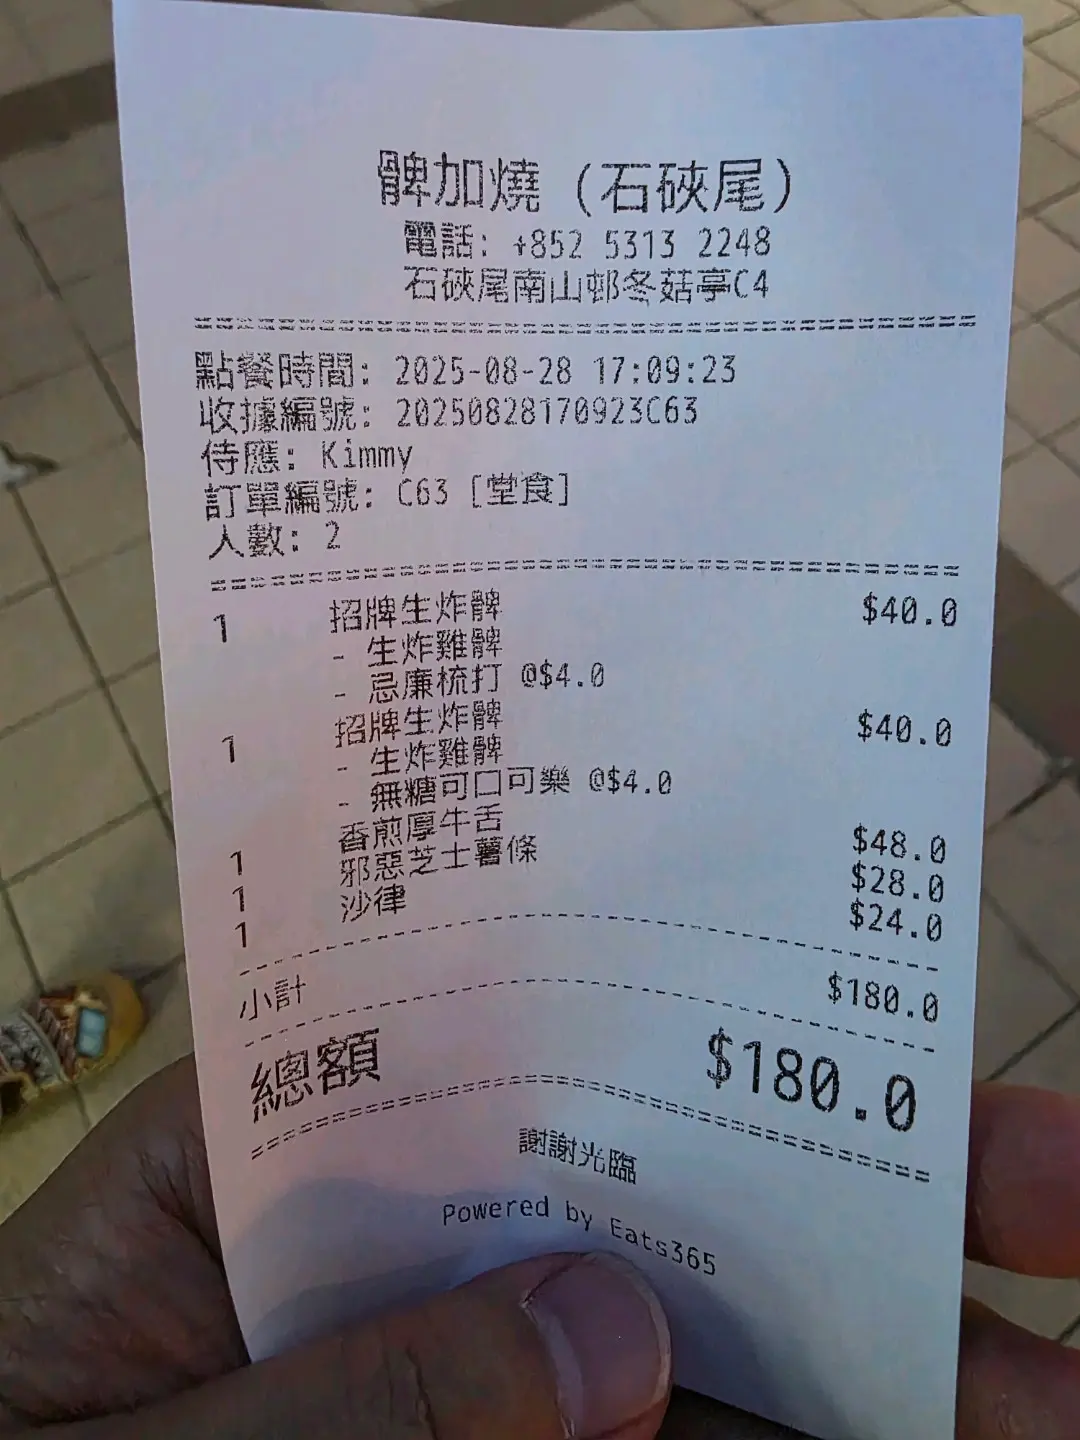 髀加燒 (石硤尾)
電話: +852 5313 2248
石硤尾南山邨冬菇亭C4
點餐時間: 2025-08-28 17:09:23
收據編號: 20250828170923C63
侍應: Kimmy
訂單編號: C63 [堂食]
人數: 2
1 招牌生炸髀 $40.0
- 生炸雞髀
- 忌廉梳打 @$4.0
1 招牌生炸髀 $40.0
- 生炸雞髀
- 無糖可口可樂 @$4.0
1 香煎厚牛舌 $48.0
1 邪惡芝士薯條 $28.0
1 沙律 $24.0
小計 $180.0
總額 $180.0
謝謝光臨
Powered by Eats365